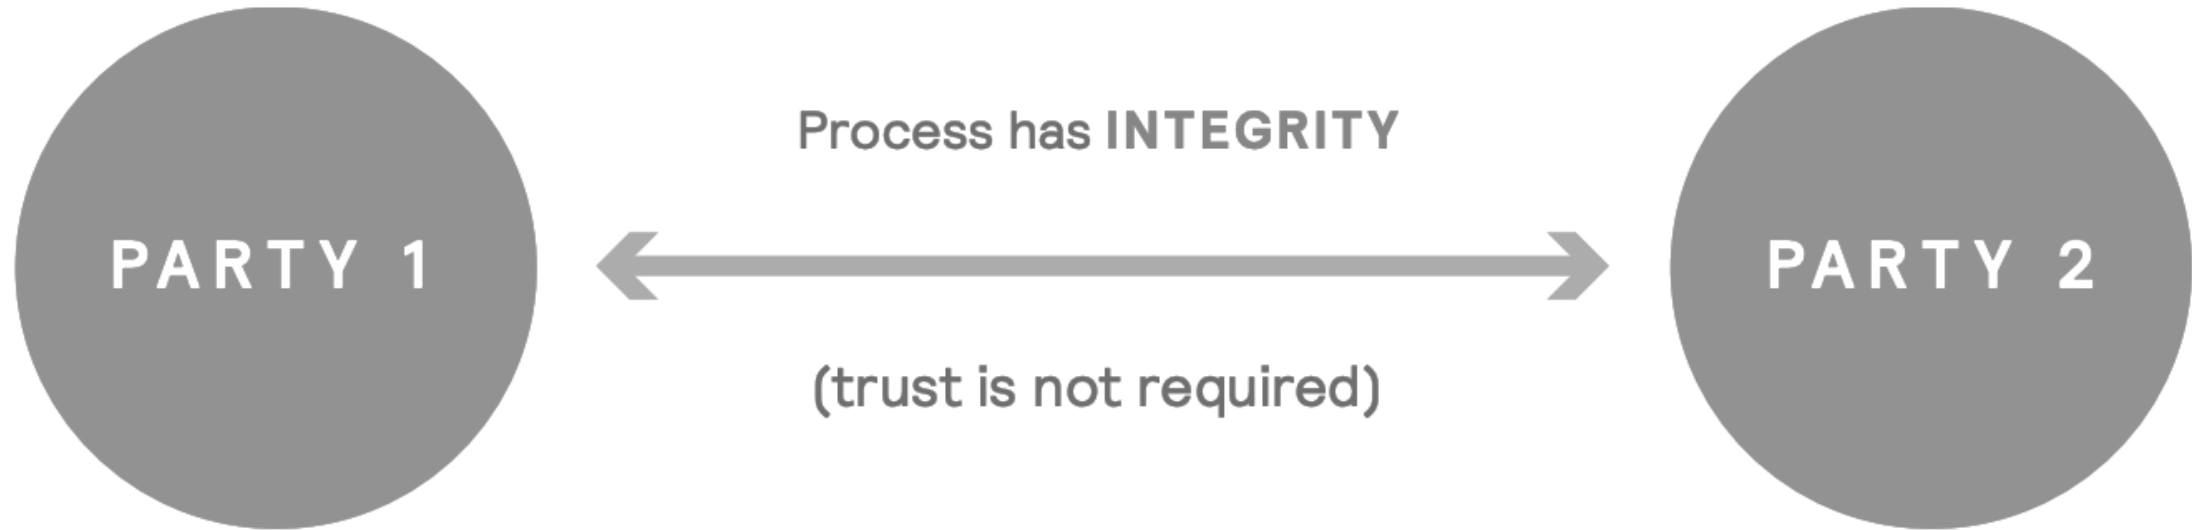 PARTY 1
Process has INTEGRITY
(trust is not required)
PARTY 2